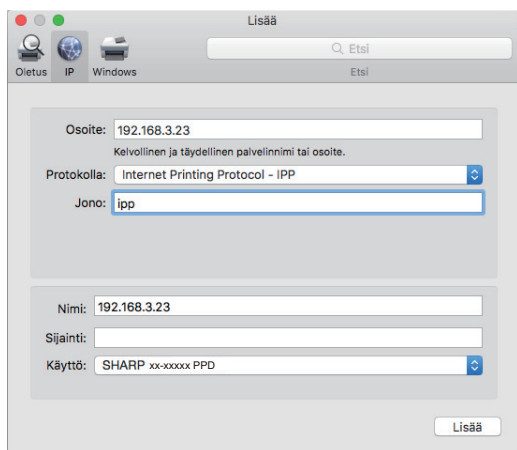 Lisää
Etsi
Oletus IP Windows Etsi
Osoite: 192.168.3.23
Kelvollinen ja täydellinen palvelinnimi tai osoite.
Protokolla: Internet Printing Protocol - IPP
Jono: ipp
Nimi: 192.168.3.23
Sijainti:
Käyttö: SHARP xx-xxxxx PPD
Lisää